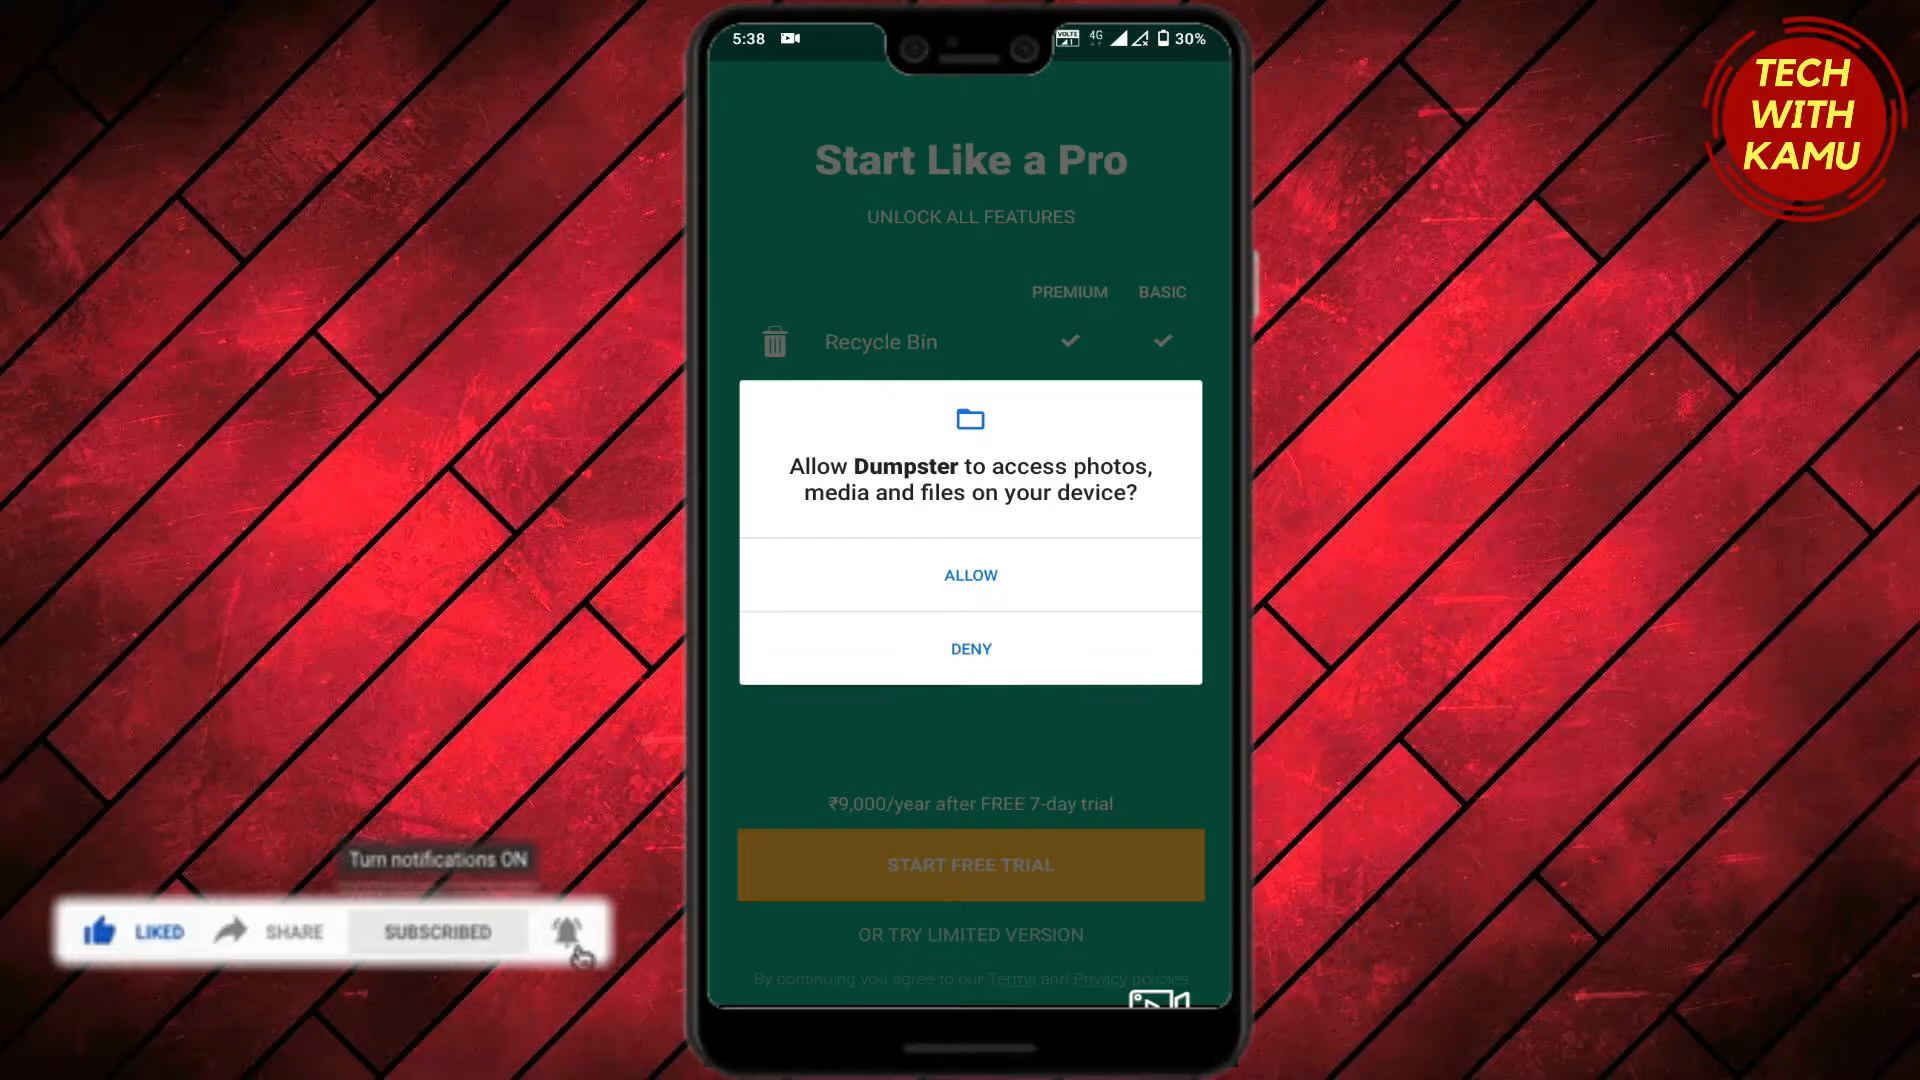 5:38
VOLTE
1
4G
30%
TECH
WITH
KAMU
Start Like a Pro
UNLOCK ALL FEATURES
PREMIUM BASIC
Recycle Bin
Allow Dumpster to access photos,
media and files on your device?
ALLOW
DENY
₹9,000/year after FREE 7-day trial
START FREE TRIAL
OR TRY LIMITED VERSION
By continuing you agree to our Terms and Privacy policies
Turn notifications ON
LIKED SHARE SUBSCRIBED